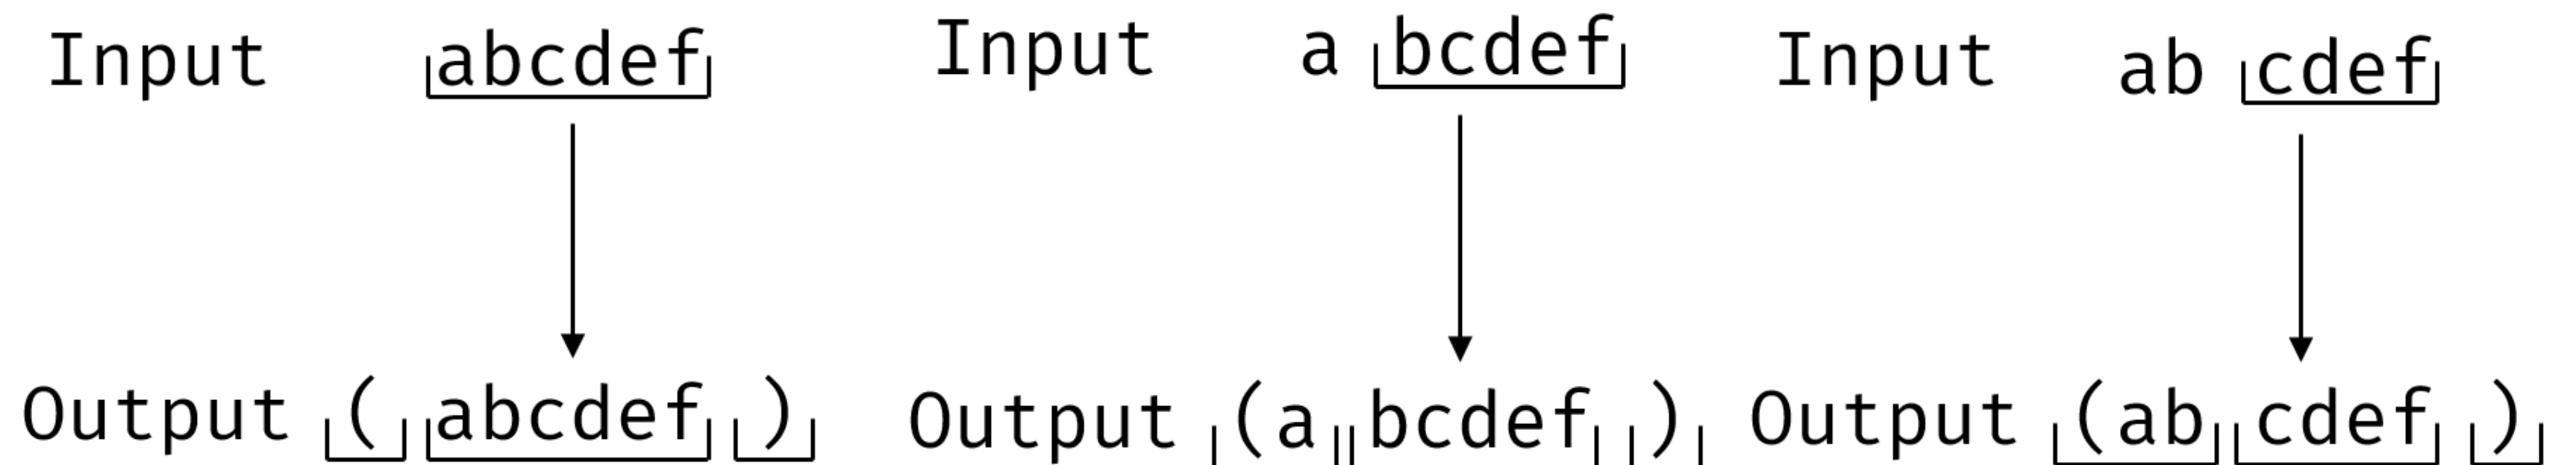 Input abcdef
Input a bcdef
Input ab cdef
Output ( abcdef )
Output (a bcdef )
Output (ab cdef )